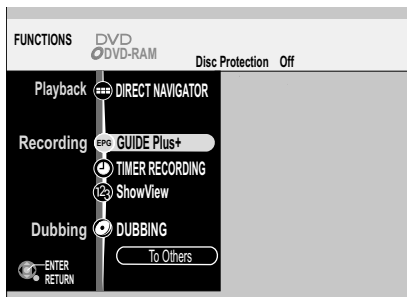 FUNCTIONS DVD
DVD-RAM
Disc Protection Off
Playback DIRECT NAVIGATOR
Recording EPG GUIDE Plus+
TIMER RECORDING
123 ShowView
Dubbing DUBBING
To Others
ENTER
RETURN